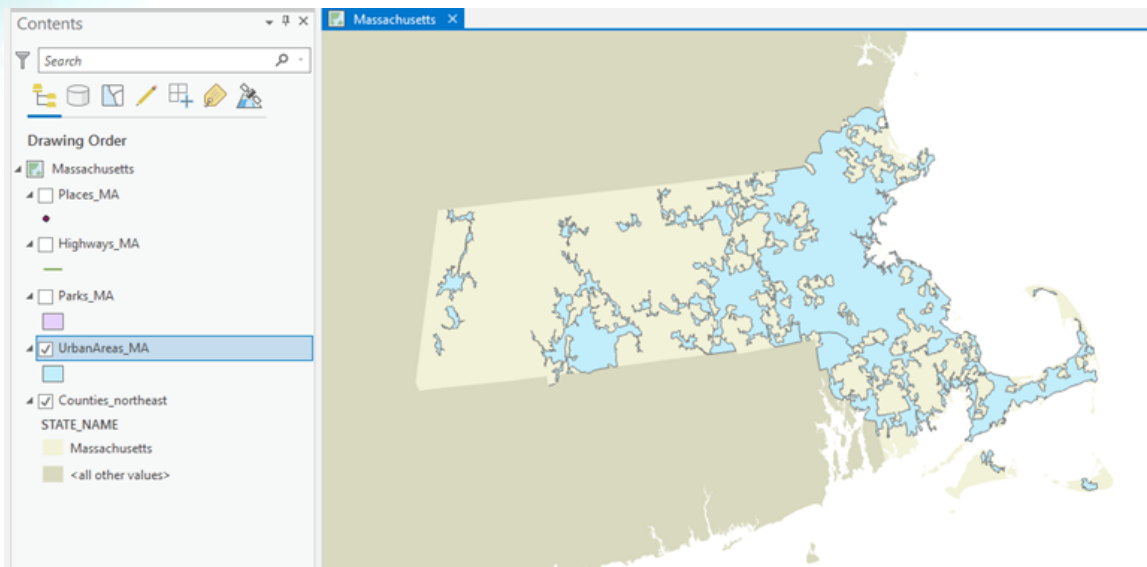 Contents
Massachusetts
Search
Drawing Order
Massachusetts
Places_MA
Highways_MA
Parks_MA
UrbanAreas_MA
Counties_northeast
STATE_NAME
Massachusetts
<all other values>